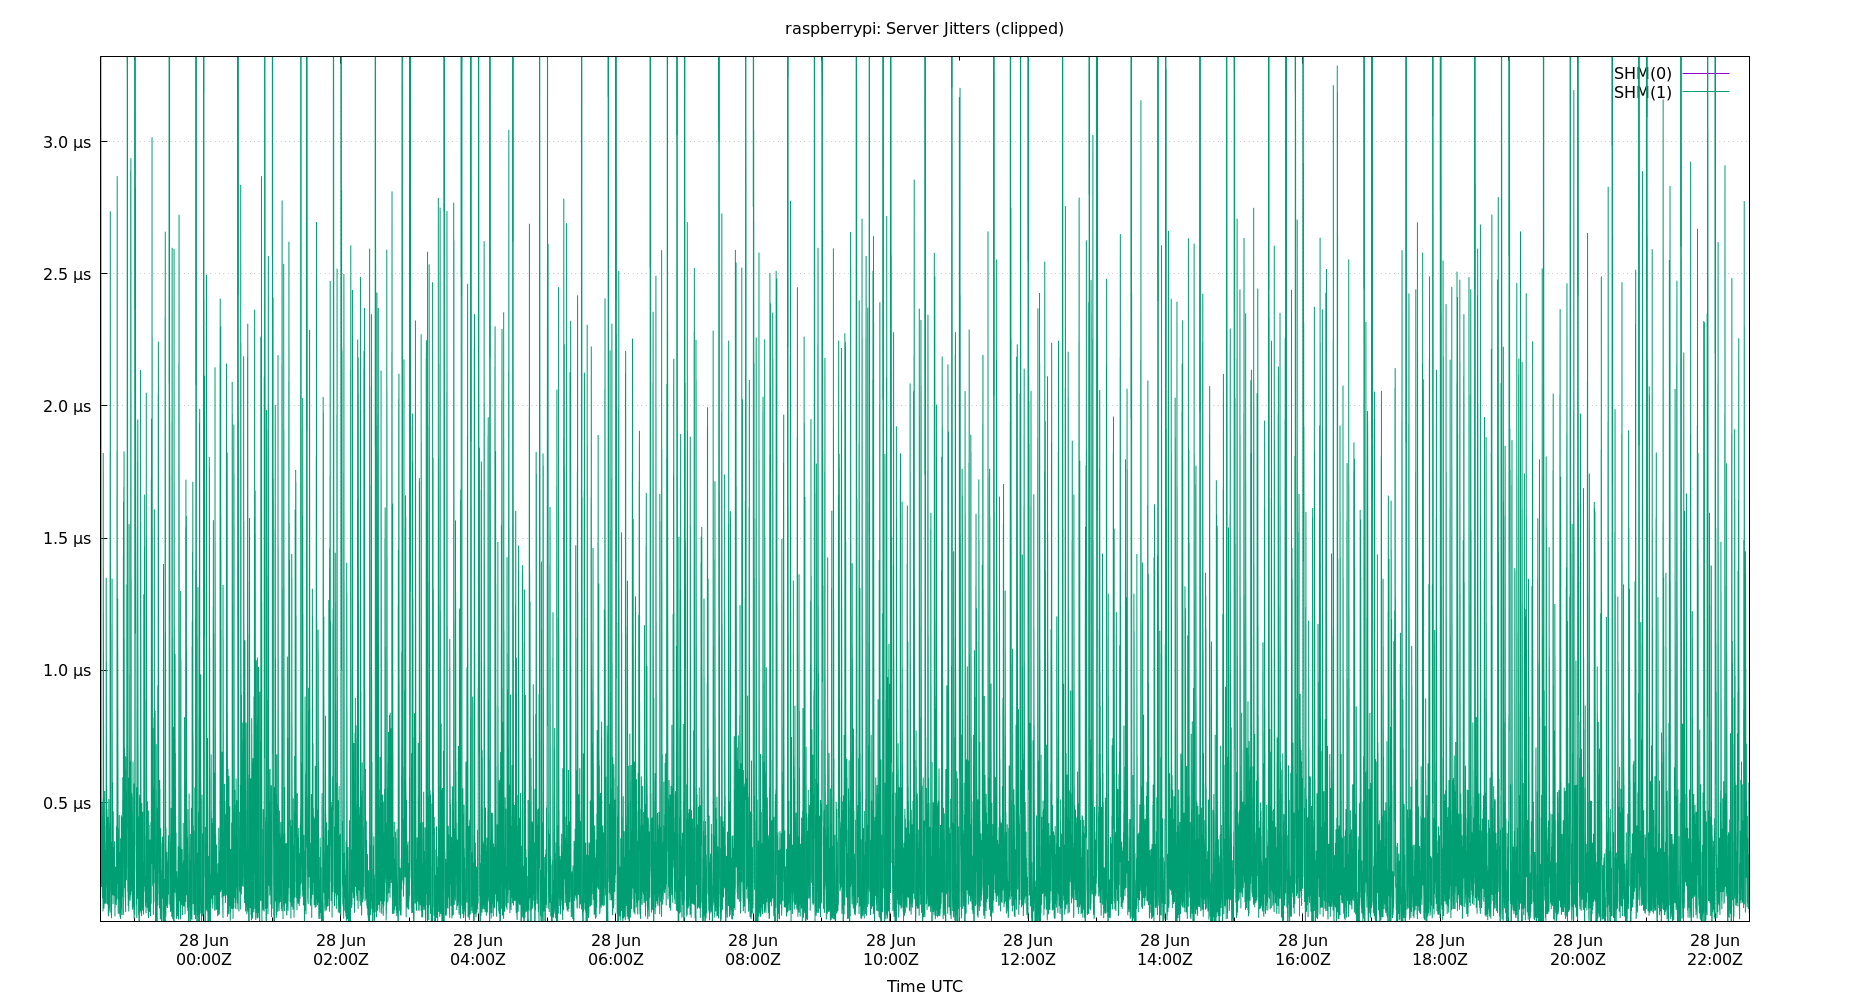 raspberrypi: Server Jitters (clipped)
SHM(0)
SHM(1)
3.0 µs
2.5 µs
2.0 µs
1.5 µs
1.0 µs
0.5 µs
28 Jun 28 Jun 28 Jun 28 Jun 28 Jun 28 Jun 28 Jun 28 Jun 28 Jun 28 Jun 28 Jun 28 Jun
00:00Z 02:00Z 04:00Z 06:00Z 08:00Z 10:00Z 12:00Z 14:00Z 16:00Z 18:00Z 20:00Z 22:00Z
Time UTC